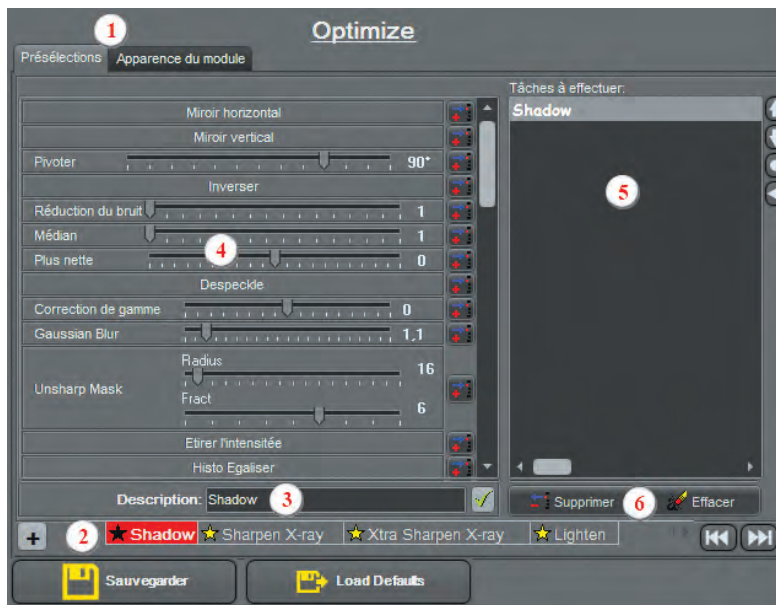 Optimize
1
Présélections Apparence du module
Tâches à effectuer:
Shadow
Miroir horizontal
Miroir vertical
Pivoter 90°
Inverser
5
Réduction du bruit 1
Médian 1
4
Plus nette 0
Despeckle
Correction de gamme 0
Gaussian Blur 1,1
Unsharp Mask
Radius 16
Fract 6
Etirer l'intensitée
Histo Egaliser
Description: Shadow 3
Supprimer 6 Effacer
+ 2 Shadow Sharpen X-ray Xtra Sharpen X-ray Lighten
Sauvegarder Load Defaults